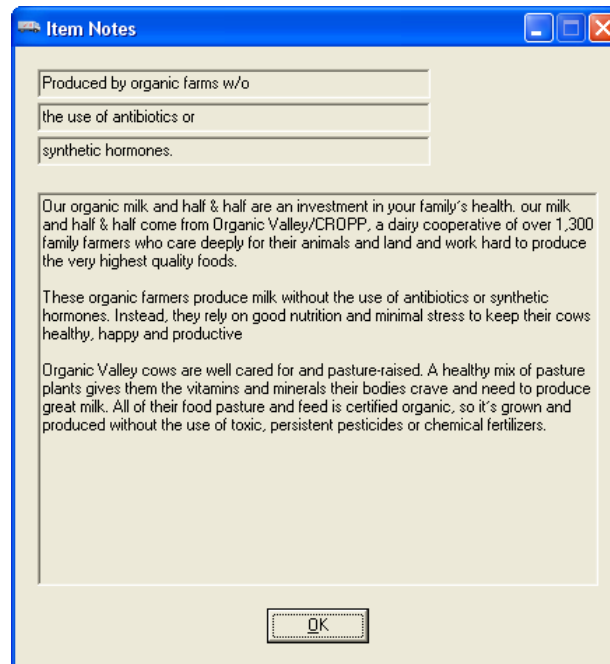 Item Notes
Produced by organic farms w/o
the use of antibiotics or
synthetic hormones.
Our organic milk and half & half are an investment in your family´s health. our milk
and half & half come from Organic Valley/CROPP, a dairy cooperative of over 1,300
family farmers who care deeply for their animals and land and work hard to produce
the very highest quality foods.
These organic farmers produce milk without the use of antibiotics or synthetic
hormones. Instead, they rely on good nutrition and minimal stress to keep their cows
healthy, happy and productive
Organic Valley cows are well cared for and pasture-raised. A healthy mix of pasture
plants gives them the vitamins and minerals their bodies crave and need to produce
great milk. All of their food pasture and feed is certified organic, so it´s grown and
produced without the use of toxic, persistent pesticides or chemical fertilizers.
OK